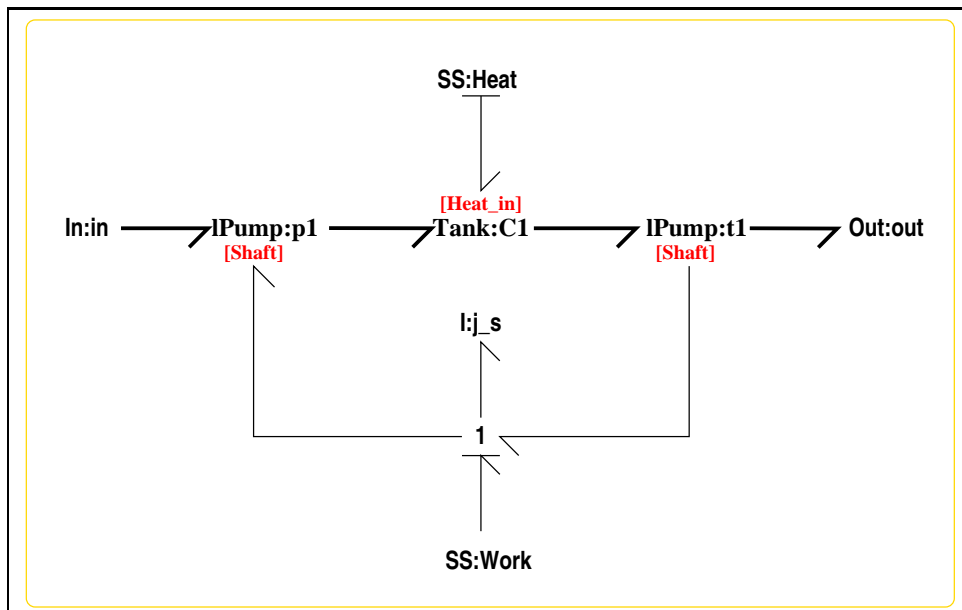 SS:Heat
[Heat_in]
In:in lPump:p1 Tank:C1 lPump:t1 Out:out
[Shaft] [Shaft]
I:j_s
1
SS:Work